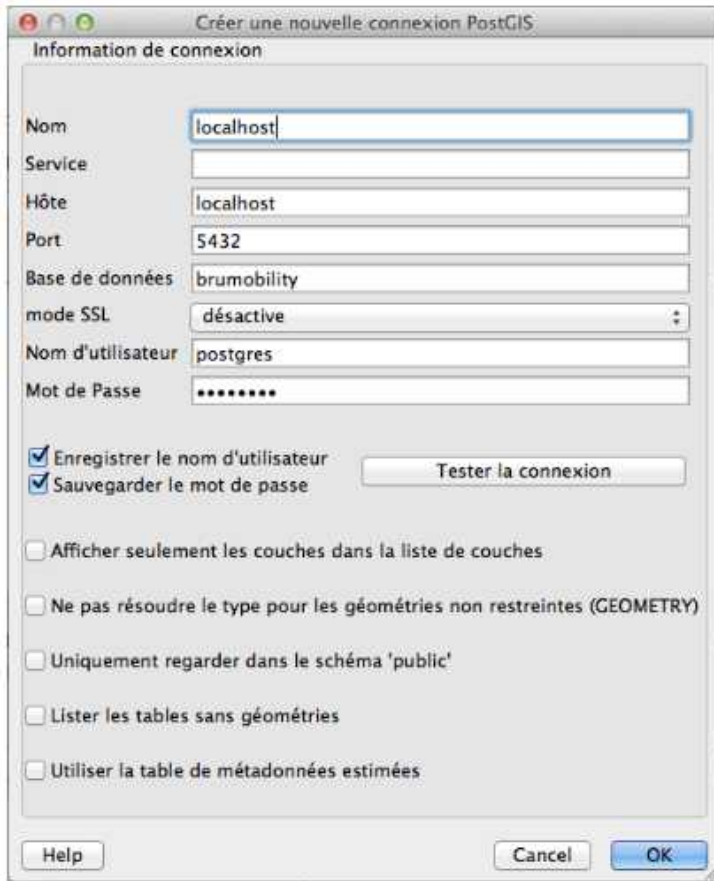 Créer une nouvelle connexion PostGIS
Information de connexion
Nom localhost
Service
Hôte localhost
Port 5432
Base de données brumobility
mode SSL désactive
Nom d'utilisateur postgres
Mot de Passe ••••••••
Enregistrer le nom d'utilisateur
Sauvegarder le mot de passe
Tester la connexion
Afficher seulement les couches dans la liste de couches
Ne pas résoudre le type pour les géométries non restreintes (GEOMETRY)
Uniquement regarder dans le schéma 'public'
Lister les tables sans géométries
Utiliser la table de métadonnées estimées
Help Cancel OK